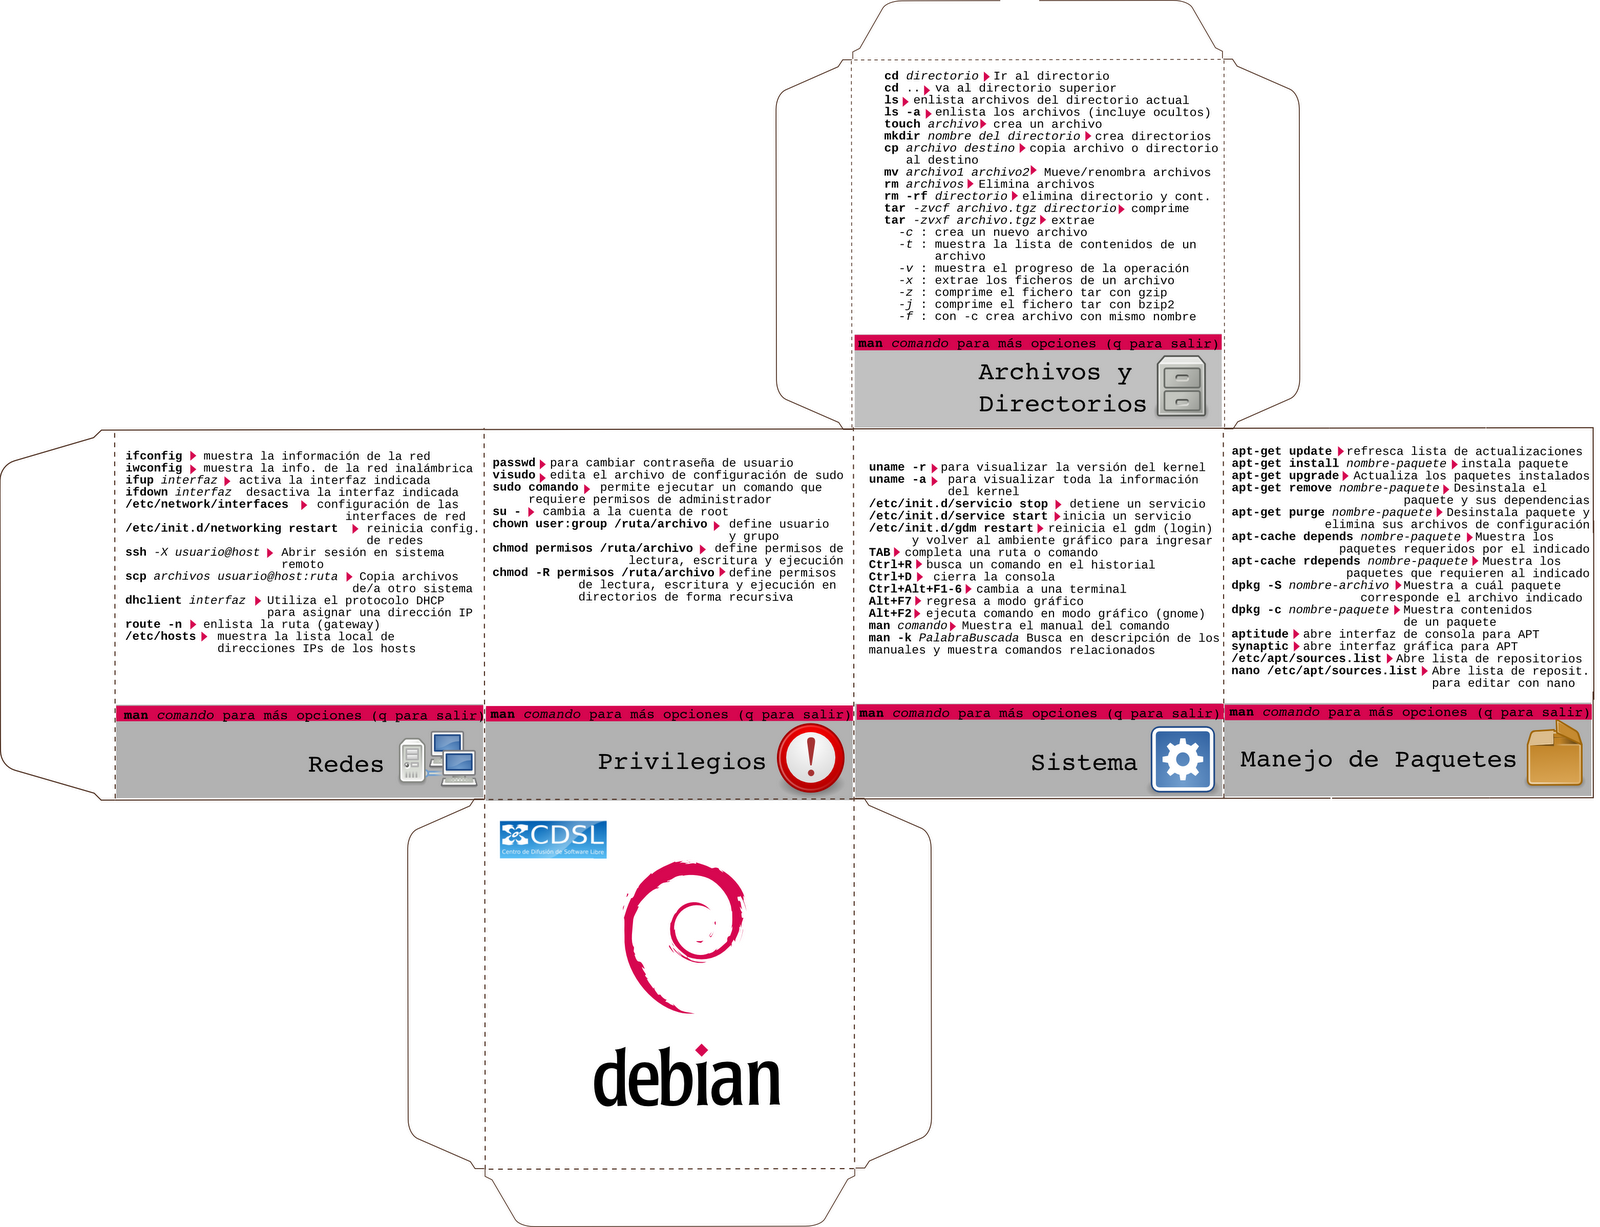 cd directorio Ir al directorio
cd .. va al directorio superior
ls enlista archivos del directorio actual
ls -a enlista los archivos (incluye ocultos)
touch archivo crea un archivo
mkdir nombre del directorio crea directorios
cp archivo destino copia archivo o directorio
al destino
mv archivo1 archivo2 Mueve/renombra archivos
rm archivos Elimina archivos
rm -rf directorio elimina directorio y cont.
tar -zvcf archivo.tgz directorio comprime
tar -zvxf archivo.tgz extrae
-c : crea un nuevo archivo
-t : muestra la lista de contenidos de un
archivo
-v : muestra el progreso de la operación
-x : extrae los ficheros de un archivo
-z : comprime el fichero tar con gzip
-j : comprime el fichero tar con bzip2
-f : con -c crea archivo con mismo nombre
man comando para más opciones (q para salir)
Archivos y
Directorios
ifconfig muestra la información de la red
iwconfig muestra la info. de la red inalámbrica
ifup interfaz activa la interfaz indicada
ifdown interfaz desactiva la interfaz indicada
/etc/network/interfaces configuración de las
interfaces de red
/etc/init.d/networking restart reinicia config.
de redes
ssh -X usuario@host Abrir sesión en sistema
remoto
scp archivos usuario@host:ruta Copia archivos
de/a otro sistema
dhclient interfaz Utiliza el protocolo DHCP
para asignar una dirección IP
route -n enlista la ruta (gateway)
/etc/hosts muestra la lista local de
direcciones IPs de los hosts
man comando para más opciones (q para salir)
Redes
passwd para cambiar contraseña de usuario
visudo edita el archivo de configuración de sudo
sudo comando permite ejecutar un comando que
requiere permisos de administrador
su - cambia a la cuenta de root
chown user:group /ruta/archivo define usuario
y grupo
chmod permisos /ruta/archivo define permisos de
lectura, escritura y ejecución
chmod -R permisos /ruta/archivo define permisos
de lectura, escritura y ejecución en
directorios de forma recursiva
man comando para más opciones (q para salir)
Privilegios
uname -r para visualizar la versión del kernel
uname -a para visualizar toda la información
del kernel
/etc/init.d/servicio stop detiene un servicio
/etc/init.d/service start inicia un servicio
/etc/init.d/gdm restart reinicia el gdm (login)
y volver al ambiente gráfico para ingresar
TAB completa una ruta o comando
Ctrl+R busca un comando en el historial
Ctrl+D cierra la consola
Ctrl+Alt+F1-6 cambia a una terminal
Alt+F7 regresa a modo gráfico
Alt+F2 ejecuta comando en modo gráfico (gnome)
man comando Muestra el manual del comando
man -k PalabraBuscada Busca en descripción de los
manuales y muestra comandos relacionados
man comando para más opciones (q para salir)
Sistema
apt-get update refresca lista de actualizaciones
apt-get install nombre-paquete instala paquete
apt-get upgrade Actualiza los paquetes instalados
apt-get remove nombre-paquete Desinstala el
paquete y sus dependencias
apt-get purge nombre-paquete Desinstala paquete y
elimina sus archivos de configuración
apt-cache depends nombre-paquete Muestra los
paquetes requeridos por el indicado
apt-cache rdepends nombre-paquete Muestra los
paquetes que requieren al indicado
dpkg -S nombre-archivo Muestra a cuál paquete
corresponde el archivo indicado
dpkg -c nombre-paquete Muestra contenidos
de un paquete
aptitude abre interfaz de consola para APT
synaptic abre interfaz gráfica para APT
/etc/apt/sources.list Abre lista de repositorios
nano /etc/apt/sources.list Abre lista de reposit.
para editar con nano
man comando para más opciones (q para salir)
Manejo de Paquetes
CDSL
Centro de Difusión de Software Libre
debian